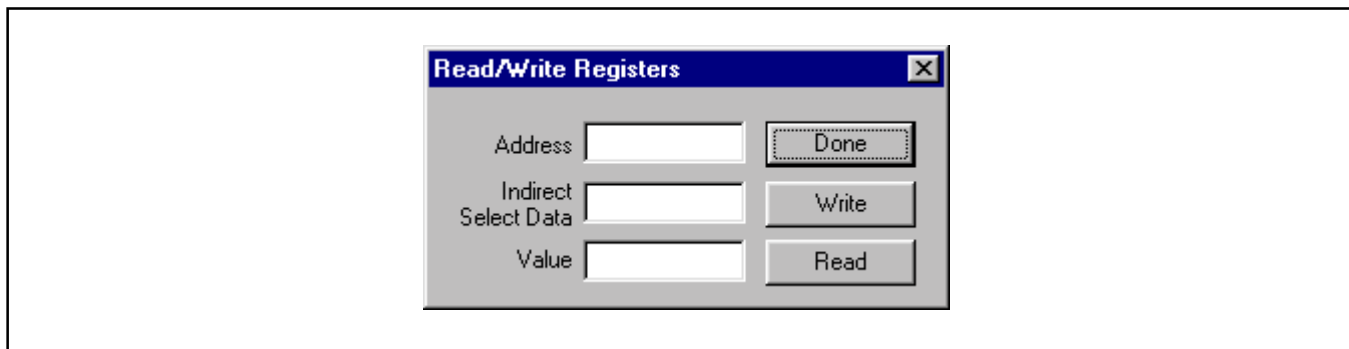 Read/Write Registers
Address
Done
Indirect
Select Data
Write
Value
Read